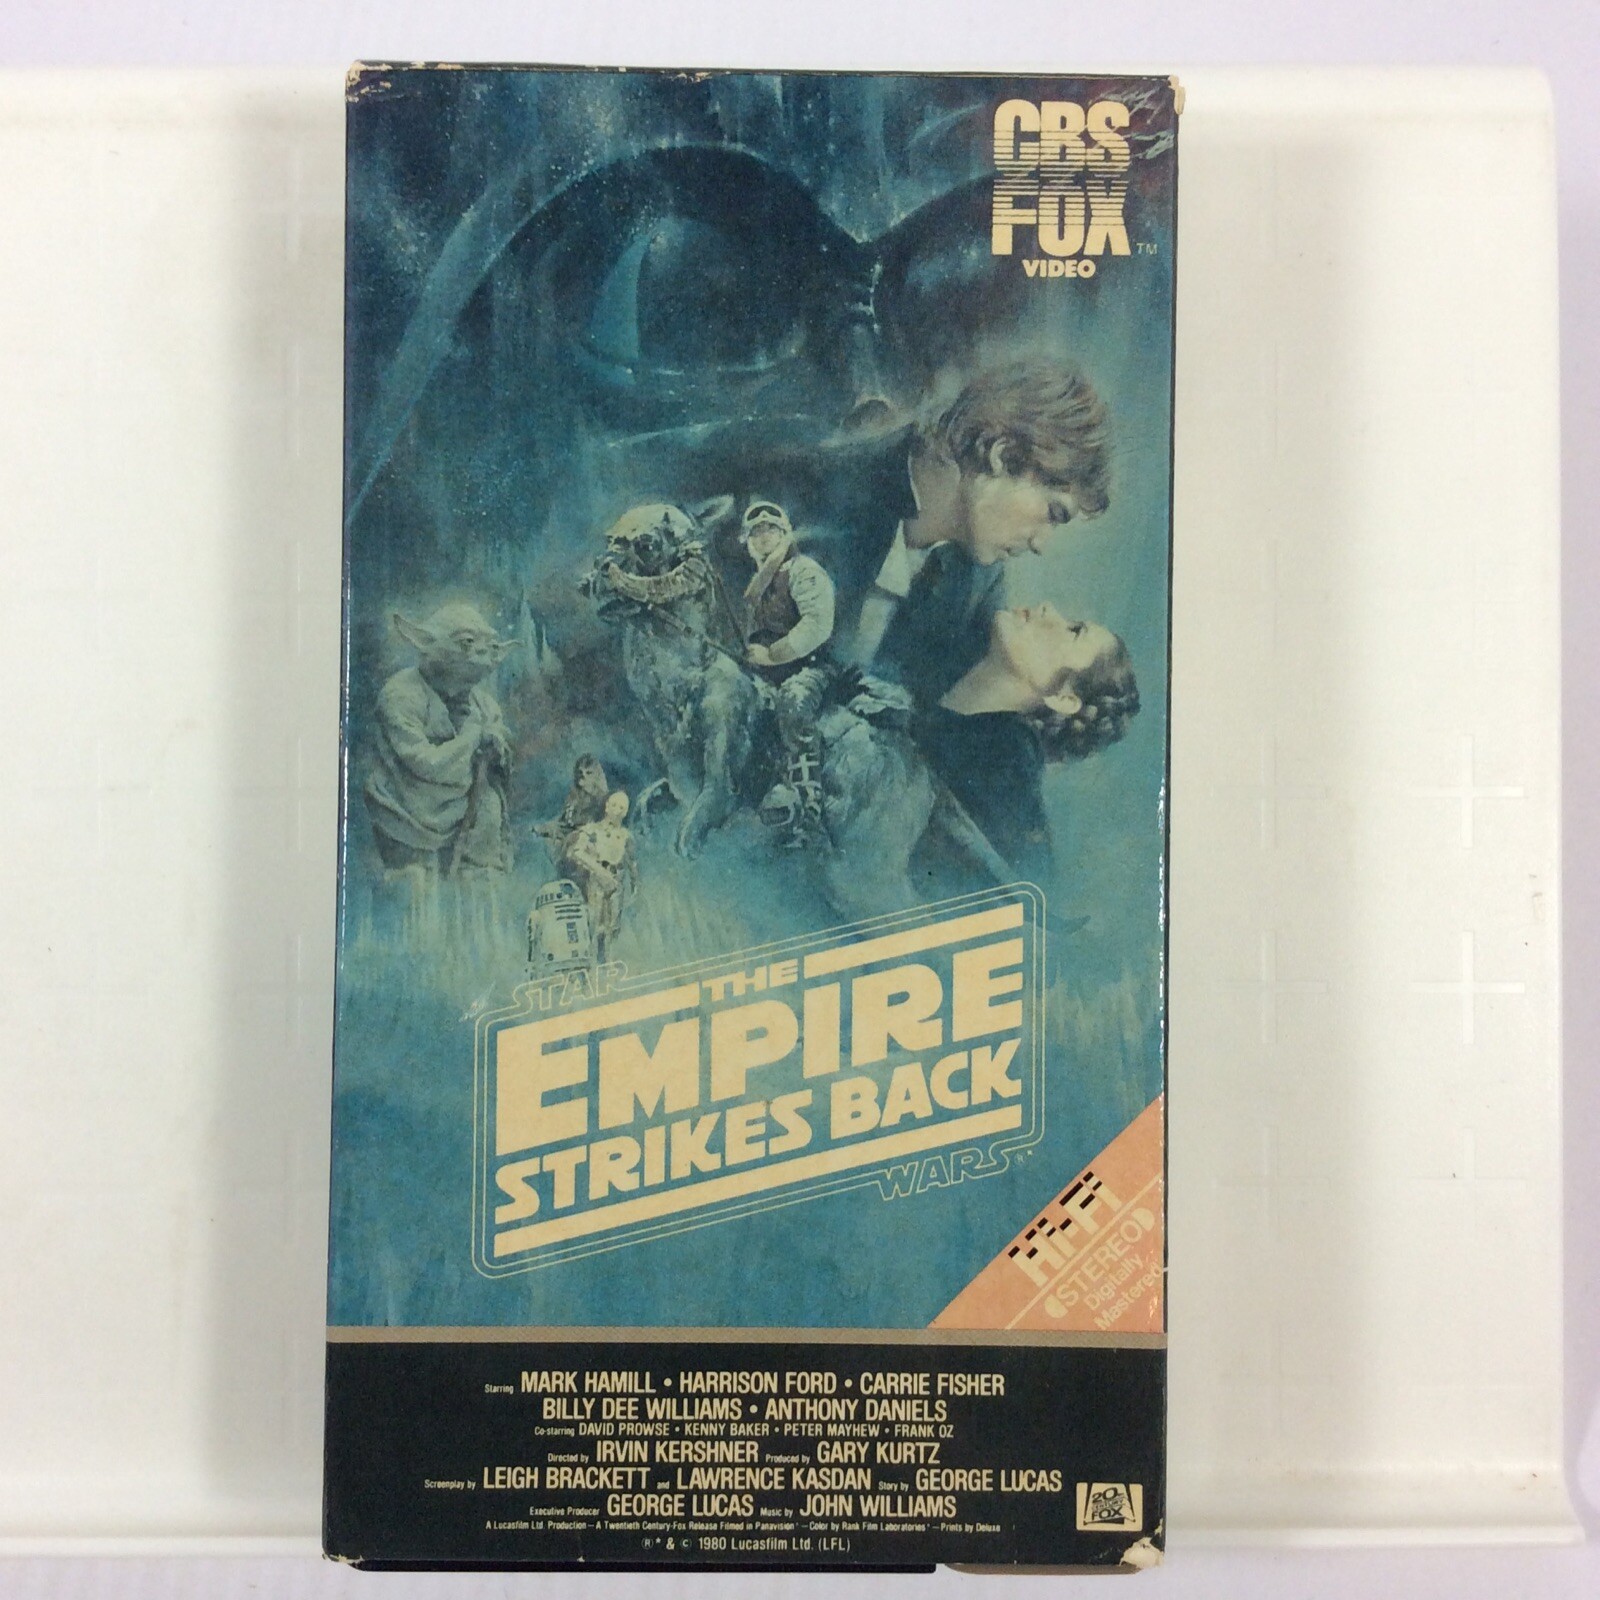 CBS
FOX
TM
VIDEO
STAR
THE
EMPIRE
STRIKES BACK
WARS®*
Hi-Fi
STEREO
Digitally
Mastered
Starring MARK HAMILL • HARRISON FORD • CARRIE FISHER
BILLY DEE WILLIAMS • ANTHONY DANIELS
Co-starring DAVID PROWSE • KENNY BAKER • PETER MAYHEW • FRANK OZ
Directed by IRVIN KERSHNER Produced by GARY KURTZ
Screenplay by LEIGH BRACKETT and LAWRENCE KASDAN Story by GEORGE LUCAS
Executive Producer GEORGE LUCAS Music by JOHN WILLIAMS
A Lucasfilm Ltd. Production—A Twentieth Century-Fox Release Filmed in Panavision®—Color by Rank Film Laboratories®—Prints by Deluxe
®* & © 1980 Lucasfilm Ltd. (LFL)
20th
CENTURY
FOX